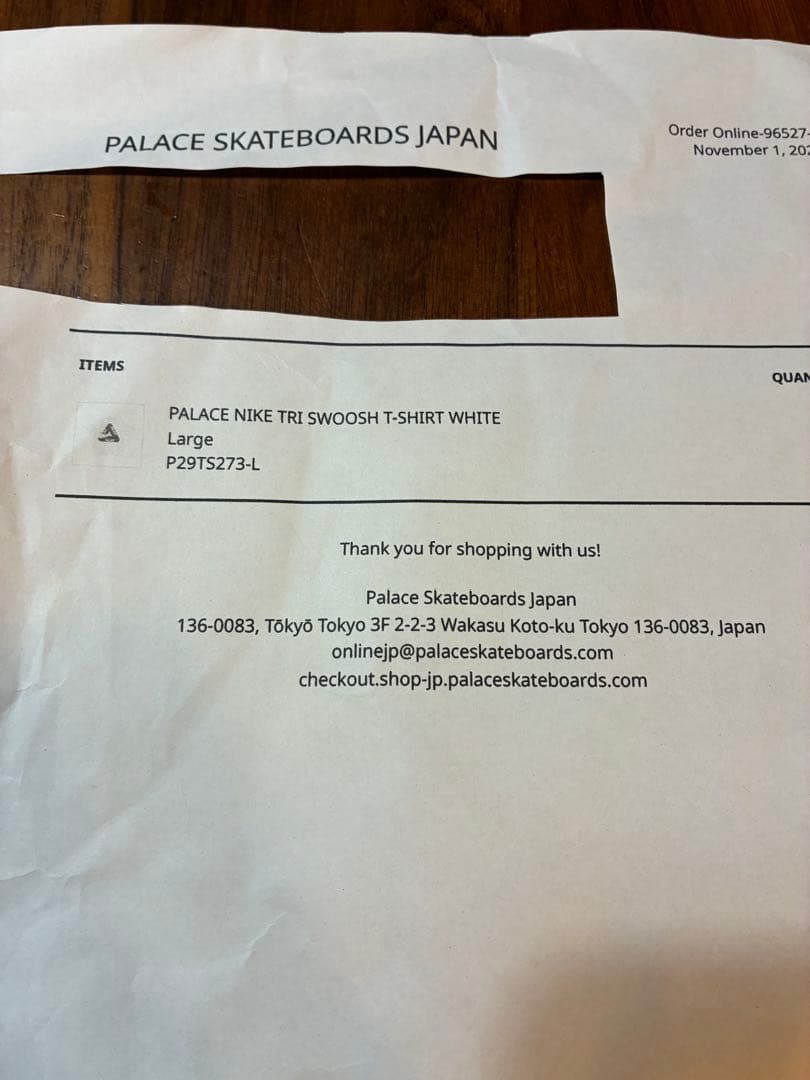 PALACE SKATEBOARDS JAPAN
Order Online-96527-
November 1, 202
ITEMS
QUAN
PALACE NIKE TRI SWOOSH T-SHIRT WHITE
Large
P29TS273-L
Thank you for shopping with us!
Palace Skateboards Japan
136-0083, Tōkyō Tokyo 3F 2-2-3 Wakasu Koto-ku Tokyo 136-0083, Japan
onlinejp@palaceskateboards.com
checkout.shop-jp.palaceskateboards.com